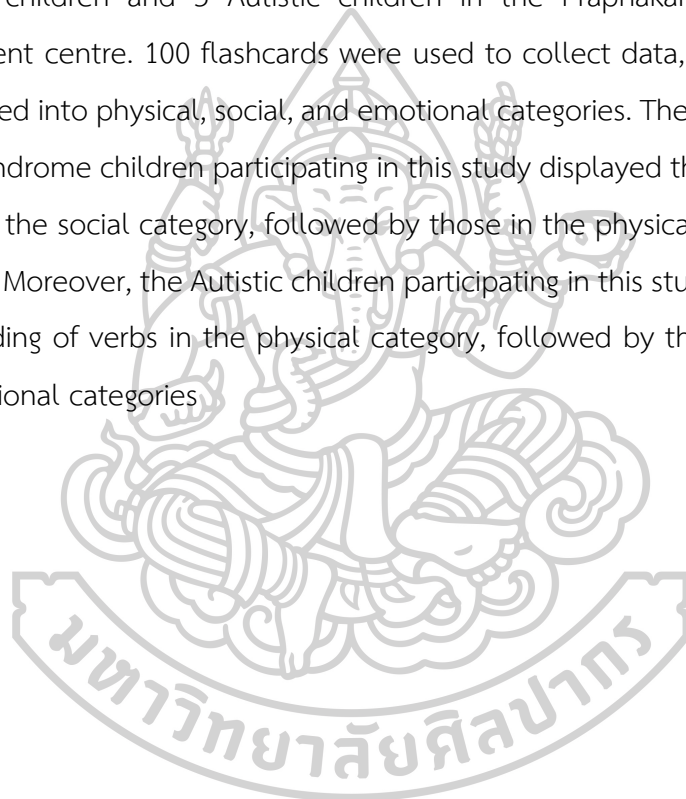 children and 5 Autistic children in the Praphakar
ent centre. 100 flashcards were used to collect data,
ed into physical, social, and emotional categories. The
ndrome children participating in this study displayed th
the social category, followed by those in the physica
Moreover, the Autistic children participating in this stu
ding of verbs in the physical category, followed by th
ional categories
มหาวิทยาลัยศิลปากร